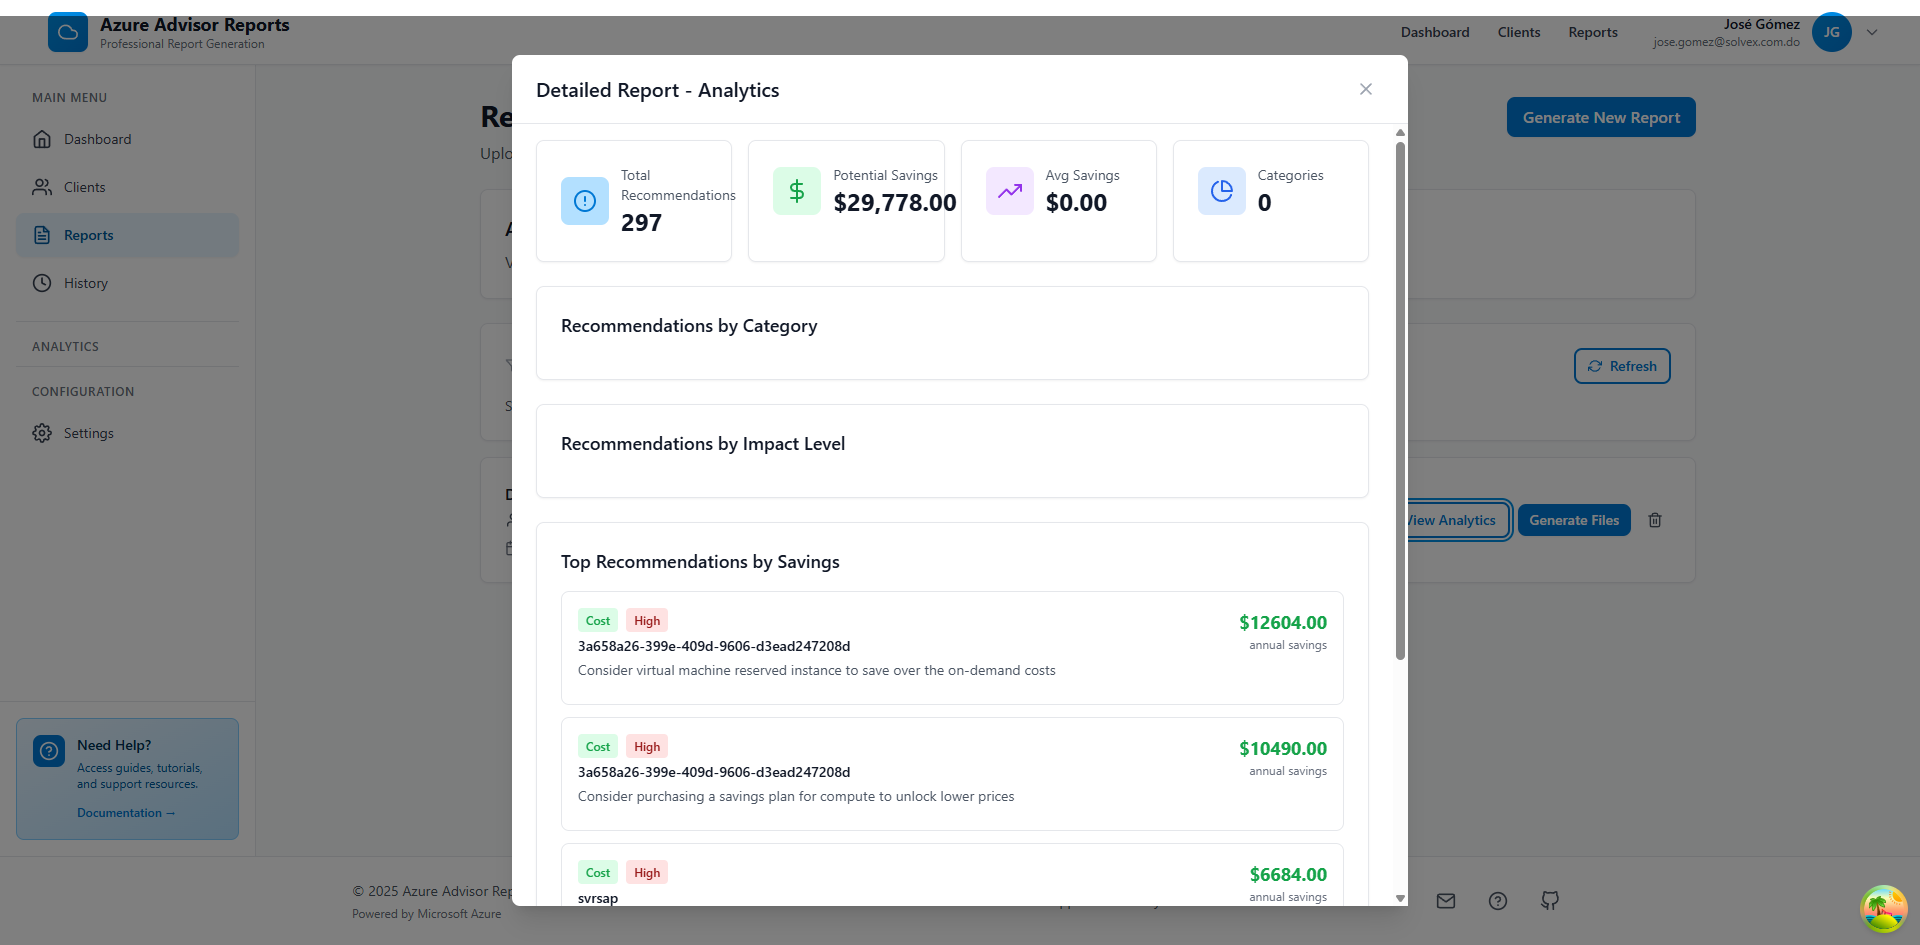 Azure Advisor Reports
Professional Report Generation
Dashboard
Clients
Reports
José Gómez
jose.gomez@solvex.com.do
JG
MAIN MENU
Dashboard
Clients
Reports
History
ANALYTICS
CONFIGURATION
Settings
Need Help?
Access guides, tutorials,
and support resources.
Documentation →
Re
Uplo
Generate New Report
Refresh
View Analytics
Generate Files
Detailed Report - Analytics
Total
Recommendations
297
Potential Savings
$29,778.00
Avg Savings
$0.00
Categories
0
Recommendations by Category
Recommendations by Impact Level
Top Recommendations by Savings
Cost High
3a658a26-399e-409d-9606-d3ead247208d
Consider virtual machine reserved instance to save over the on-demand costs
$12604.00
annual savings
Cost High
3a658a26-399e-409d-9606-d3ead247208d
Consider purchasing a savings plan for compute to unlock lower prices
$10490.00
annual savings
Cost High
svrsap
$6684.00
annual savings
© 2025 Azure Advisor Rep
Powered by Microsoft Azure